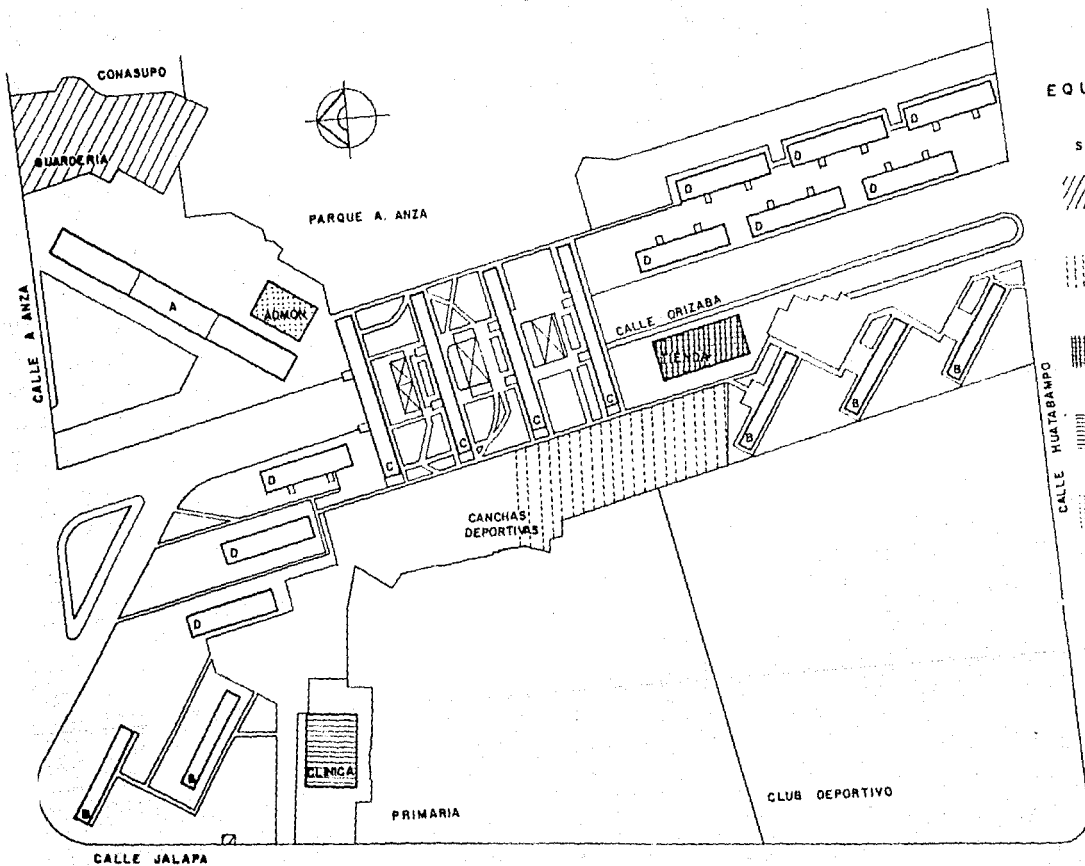 CONASUPO
GUARDERIA
EQU
S
PARQUE A. ANZA
CALLE A ANZA
A
ADMON
D
D
D
D
D
D
CALLE ORIZABA
TIENDA
B
B
B
CALLE HUATABAMPO
C
C
C
C
CANCHAS
DEPORTIVAS
D
D
D
B
B
CLINICA
PRIMARIA
CLUB DEPORTIVO
CALLE JALAPA